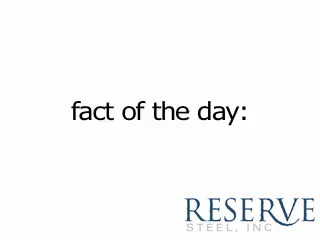 fact of the day:
RESERVE
STEEL, INC